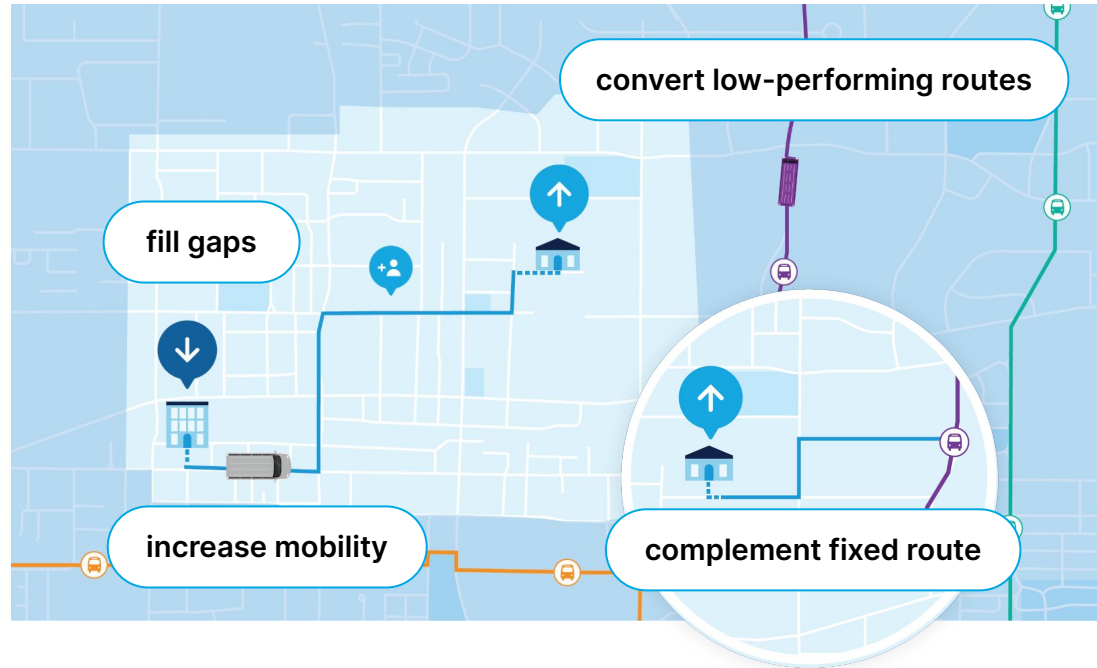 convert low-performing routes
fill gaps
increase mobility
complement fixed route